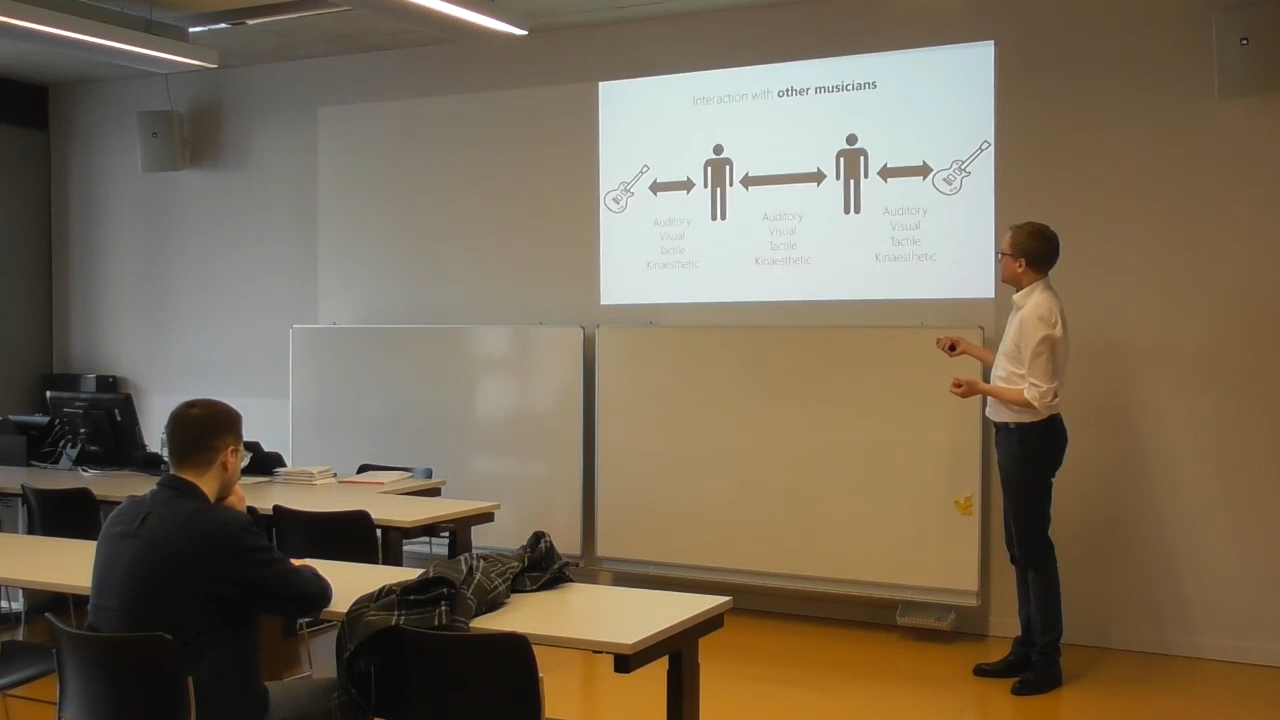 Interaction with other musicians
Auditory
Visual
Tactile
Kinaesthetic
Auditory
Visual
Tactile
Kinaesthetic
Auditory
Visual
Tactile
Kinaesthetic